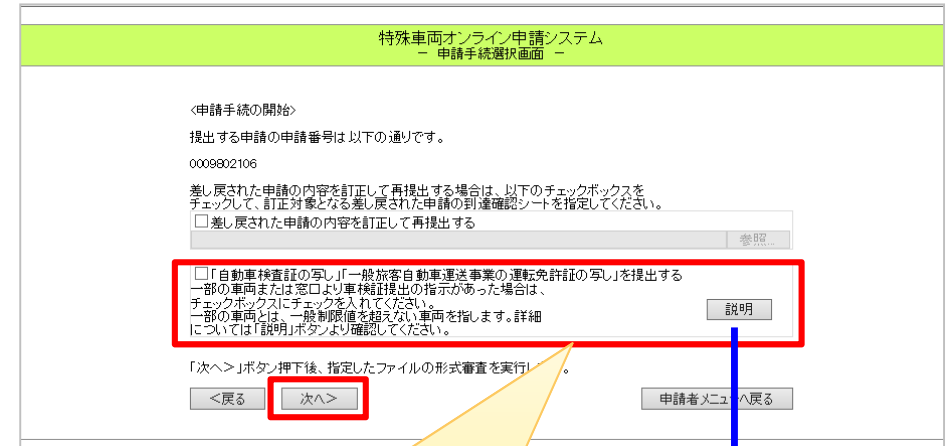 特殊車両オンライン申請システム
－ 申請手続選択画面 －
<申請手続の開始>
提出する申請の申請番号は以下の通りです。
0009802106
差し戻された申請の内容を訂正して再提出する場合は、以下のチェックボックスを
チェックして、訂正対象となる差し戻された申請の到達確認シートを指定してください。
差し戻された申請の内容を訂正して再提出する
参照...
「自動車検査証の写し」「一般旅客自動車運送事業の運転免許証の写し」を提出する
一部の車両または窓口より車検証提出の指示があった場合は、
チェックボックスにチェックを入れてください。
一部の車両とは、一般制限値を超えない車両を指します。詳細
については「説明」ボタンより確認してください。
説明
「次へ＞」ボタン押下後、指定したファイルの形式審査を実行し
。
＜戻る
次へ＞
申請者メニューへ戻る